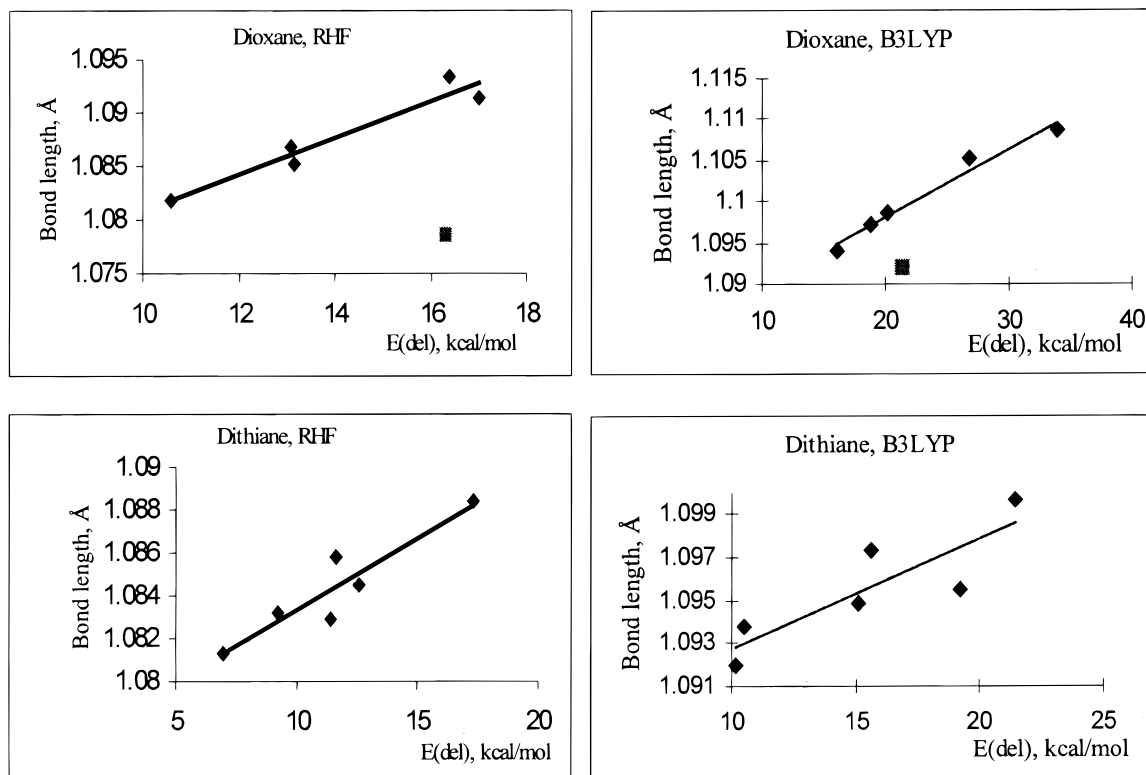 Dioxane, RHF
Bond length, Å
1.095
1.09
1.085
1.08
1.075
10 12 14 16 18
E(del), kcal/mol
Dioxane, B3LYP
Bond length, Å
1.115
1.11
1.105
1.1
1.095
1.09
10 20 30 40
E(del), kcal/mol
Dithiane, RHF
Bond length, Å
1.09
1.088
1.086
1.084
1.082
1.08
5 10 15 20
E(del), kcal/mol
Dithiane, B3LYP
Bond length, Å
1.099
1.097
1.095
1.093
1.091
10 15 20 25
E(del), kcal/mol